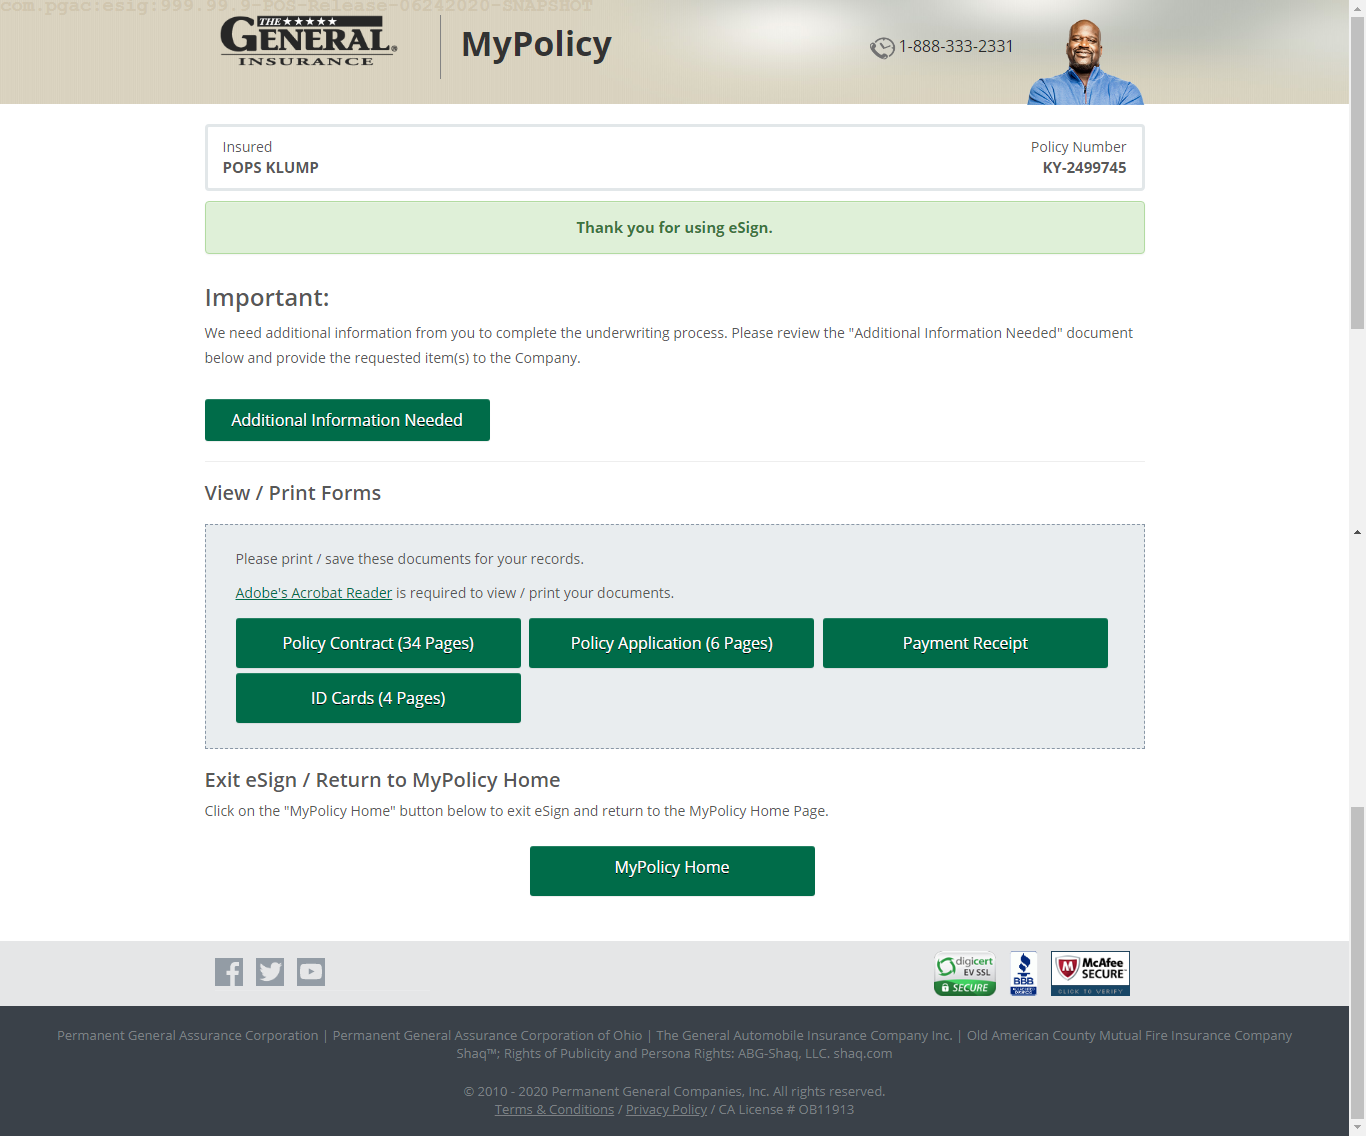 com.pgac:esig:999.99.9-POS-Release-06242020-SNAPSHOT
THE
GENERAL
INSURANCE
MyPolicy
1-888-333-2331
Insured
Policy Number
POPS KLUMP
KY-2499745
Thank you for using eSign.
Important:
We need additional information from you to complete the underwriting process. Please review the "Additional Information Needed" document
below and provide the requested item(s) to the Company.
Additional Information Needed
View / Print Forms
Please print / save these documents for your records.
Adobe's Acrobat Reader is required to view / print your documents.
Policy Contract (34 Pages)
Policy Application (6 Pages)
Payment Receipt
ID Cards (4 Pages)
Exit eSign / Return to MyPolicy Home
Click on the "MyPolicy Home" button below to exit eSign and return to the MyPolicy Home Page.
MyPolicy Home
digicert
EV SSL
SECURE
BBB
McAfee
SECURE™
CLICK TO VERIFY
Permanent General Assurance Corporation | Permanent General Assurance Corporation of Ohio | The General Automobile Insurance Company Inc. | Old American County Mutual Fire Insurance Company
Shaq™; Rights of Publicity and Persona Rights: ABG-Shaq, LLC. shaq.com
© 2010 - 2020 Permanent General Companies, Inc. All rights reserved.
Terms & Conditions / Privacy Policy / CA License # OB11913